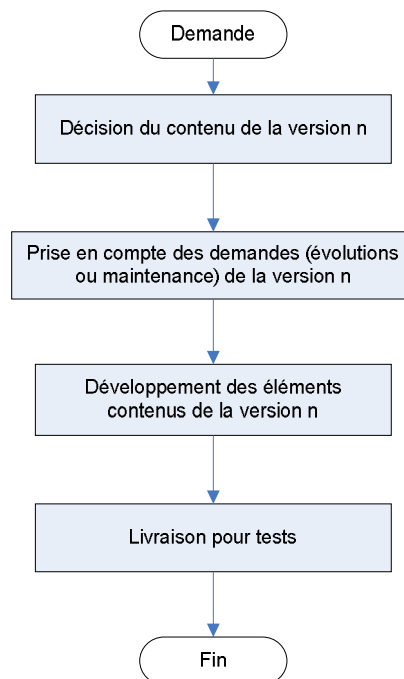 Demande
Décision du contenu de la version n
Prise en compte des demandes (évolutions
ou maintenance) de la version n
Développement des éléments
contenus de la version n
Livraison pour tests
Fin